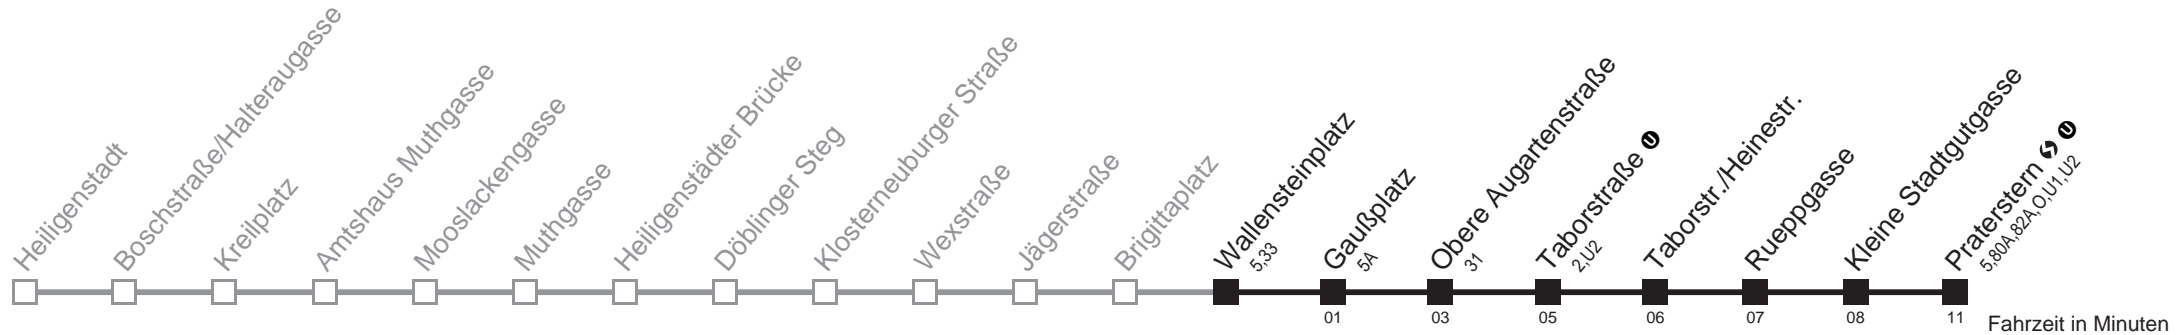 Heiligenstadt
Boschstraße/Halteraugasse
Kreilplatz
Amtshaus Muthgasse
Mooslackengasse
Muthgasse
Heiligenstädter Brücke
Döblinger Steg
Klosterneuburger Straße
Wexstraße
Jägerstraße
Brigittaplatz
Wallensteinplatz
5,33
Gaußplatz
5A
01
Obere Augartenstraße
31
03
Taborstraße U
2,U2
05
Taborstr./Heinestr.
06
Rueppgasse
07
Kleine Stadtgutgasse
08
Praterstern S U
5,80A,82A,O,U1,U2
11
Fahrzeit in Minuten